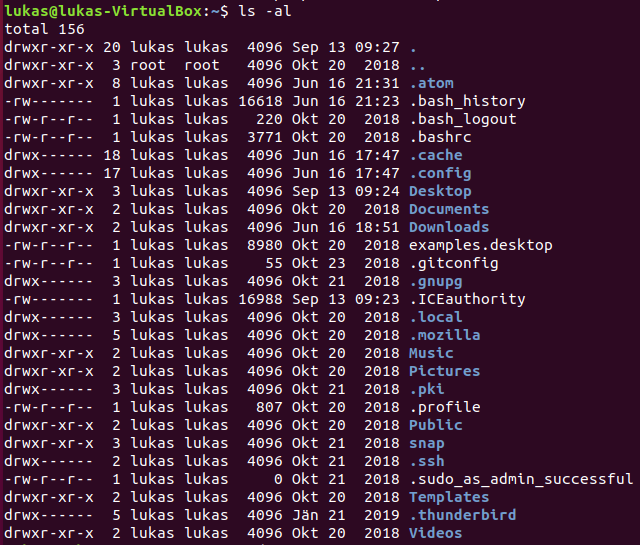 lukas@lukas-VirtualBox:~$ ls -al
total 156
drwxr-xr-x 20 lukas lukas  4096 Sep 13 09:27 .
drwxr-xr-x  3 root  root   4096 Okt 20  2018 ..
drwxr-xr-x  8 lukas lukas  4096 Jun 16 21:31 .atom
-rw-------  1 lukas lukas 16618 Jun 16 21:23 .bash_history
-rw-r--r--  1 lukas lukas   220 Okt 20  2018 .bash_logout
-rw-r--r--  1 lukas lukas  3771 Okt 20  2018 .bashrc
drwx------ 18 lukas lukas  4096 Jun 16 17:47 .cache
drwx------ 17 lukas lukas  4096 Jun 16 17:47 .config
drwxr-xr-x  3 lukas lukas  4096 Sep 13 09:24 Desktop
drwxr-xr-x  2 lukas lukas  4096 Okt 20  2018 Documents
drwxr-xr-x  2 lukas lukas  4096 Jun 16 18:51 Downloads
-rw-r--r--  1 lukas lukas  8980 Okt 20  2018 examples.desktop
-rw-r--r--  1 lukas lukas    55 Okt 23  2018 .gitconfig
drwx------  3 lukas lukas  4096 Okt 21  2018 .gnupg
-rw-------  1 lukas lukas 16988 Sep 13 09:23 .ICEauthority
drwx------  3 lukas lukas  4096 Okt 20  2018 .local
drwx------  5 lukas lukas  4096 Okt 20  2018 .mozilla
drwxr-xr-x  2 lukas lukas  4096 Okt 20  2018 Music
drwxr-xr-x  2 lukas lukas  4096 Okt 20  2018 Pictures
drwx------  3 lukas lukas  4096 Okt 21  2018 .pki
-rw-r--r--  1 lukas lukas   807 Okt 20  2018 .profile
drwxr-xr-x  2 lukas lukas  4096 Okt 20  2018 Public
drwxr-xr-x  3 lukas lukas  4096 Okt 21  2018 snap
drwx------  2 lukas lukas  4096 Okt 21  2018 .ssh
-rw-r--r--  1 lukas lukas     0 Okt 21  2018 .sudo_as_admin_successful
drwxr-xr-x  2 lukas lukas  4096 Okt 20  2018 Templates
drwx------  5 lukas lukas  4096 Jän 21  2019 .thunderbird
drwxr-xr-x  2 lukas lukas  4096 Okt 20  2018 Videos